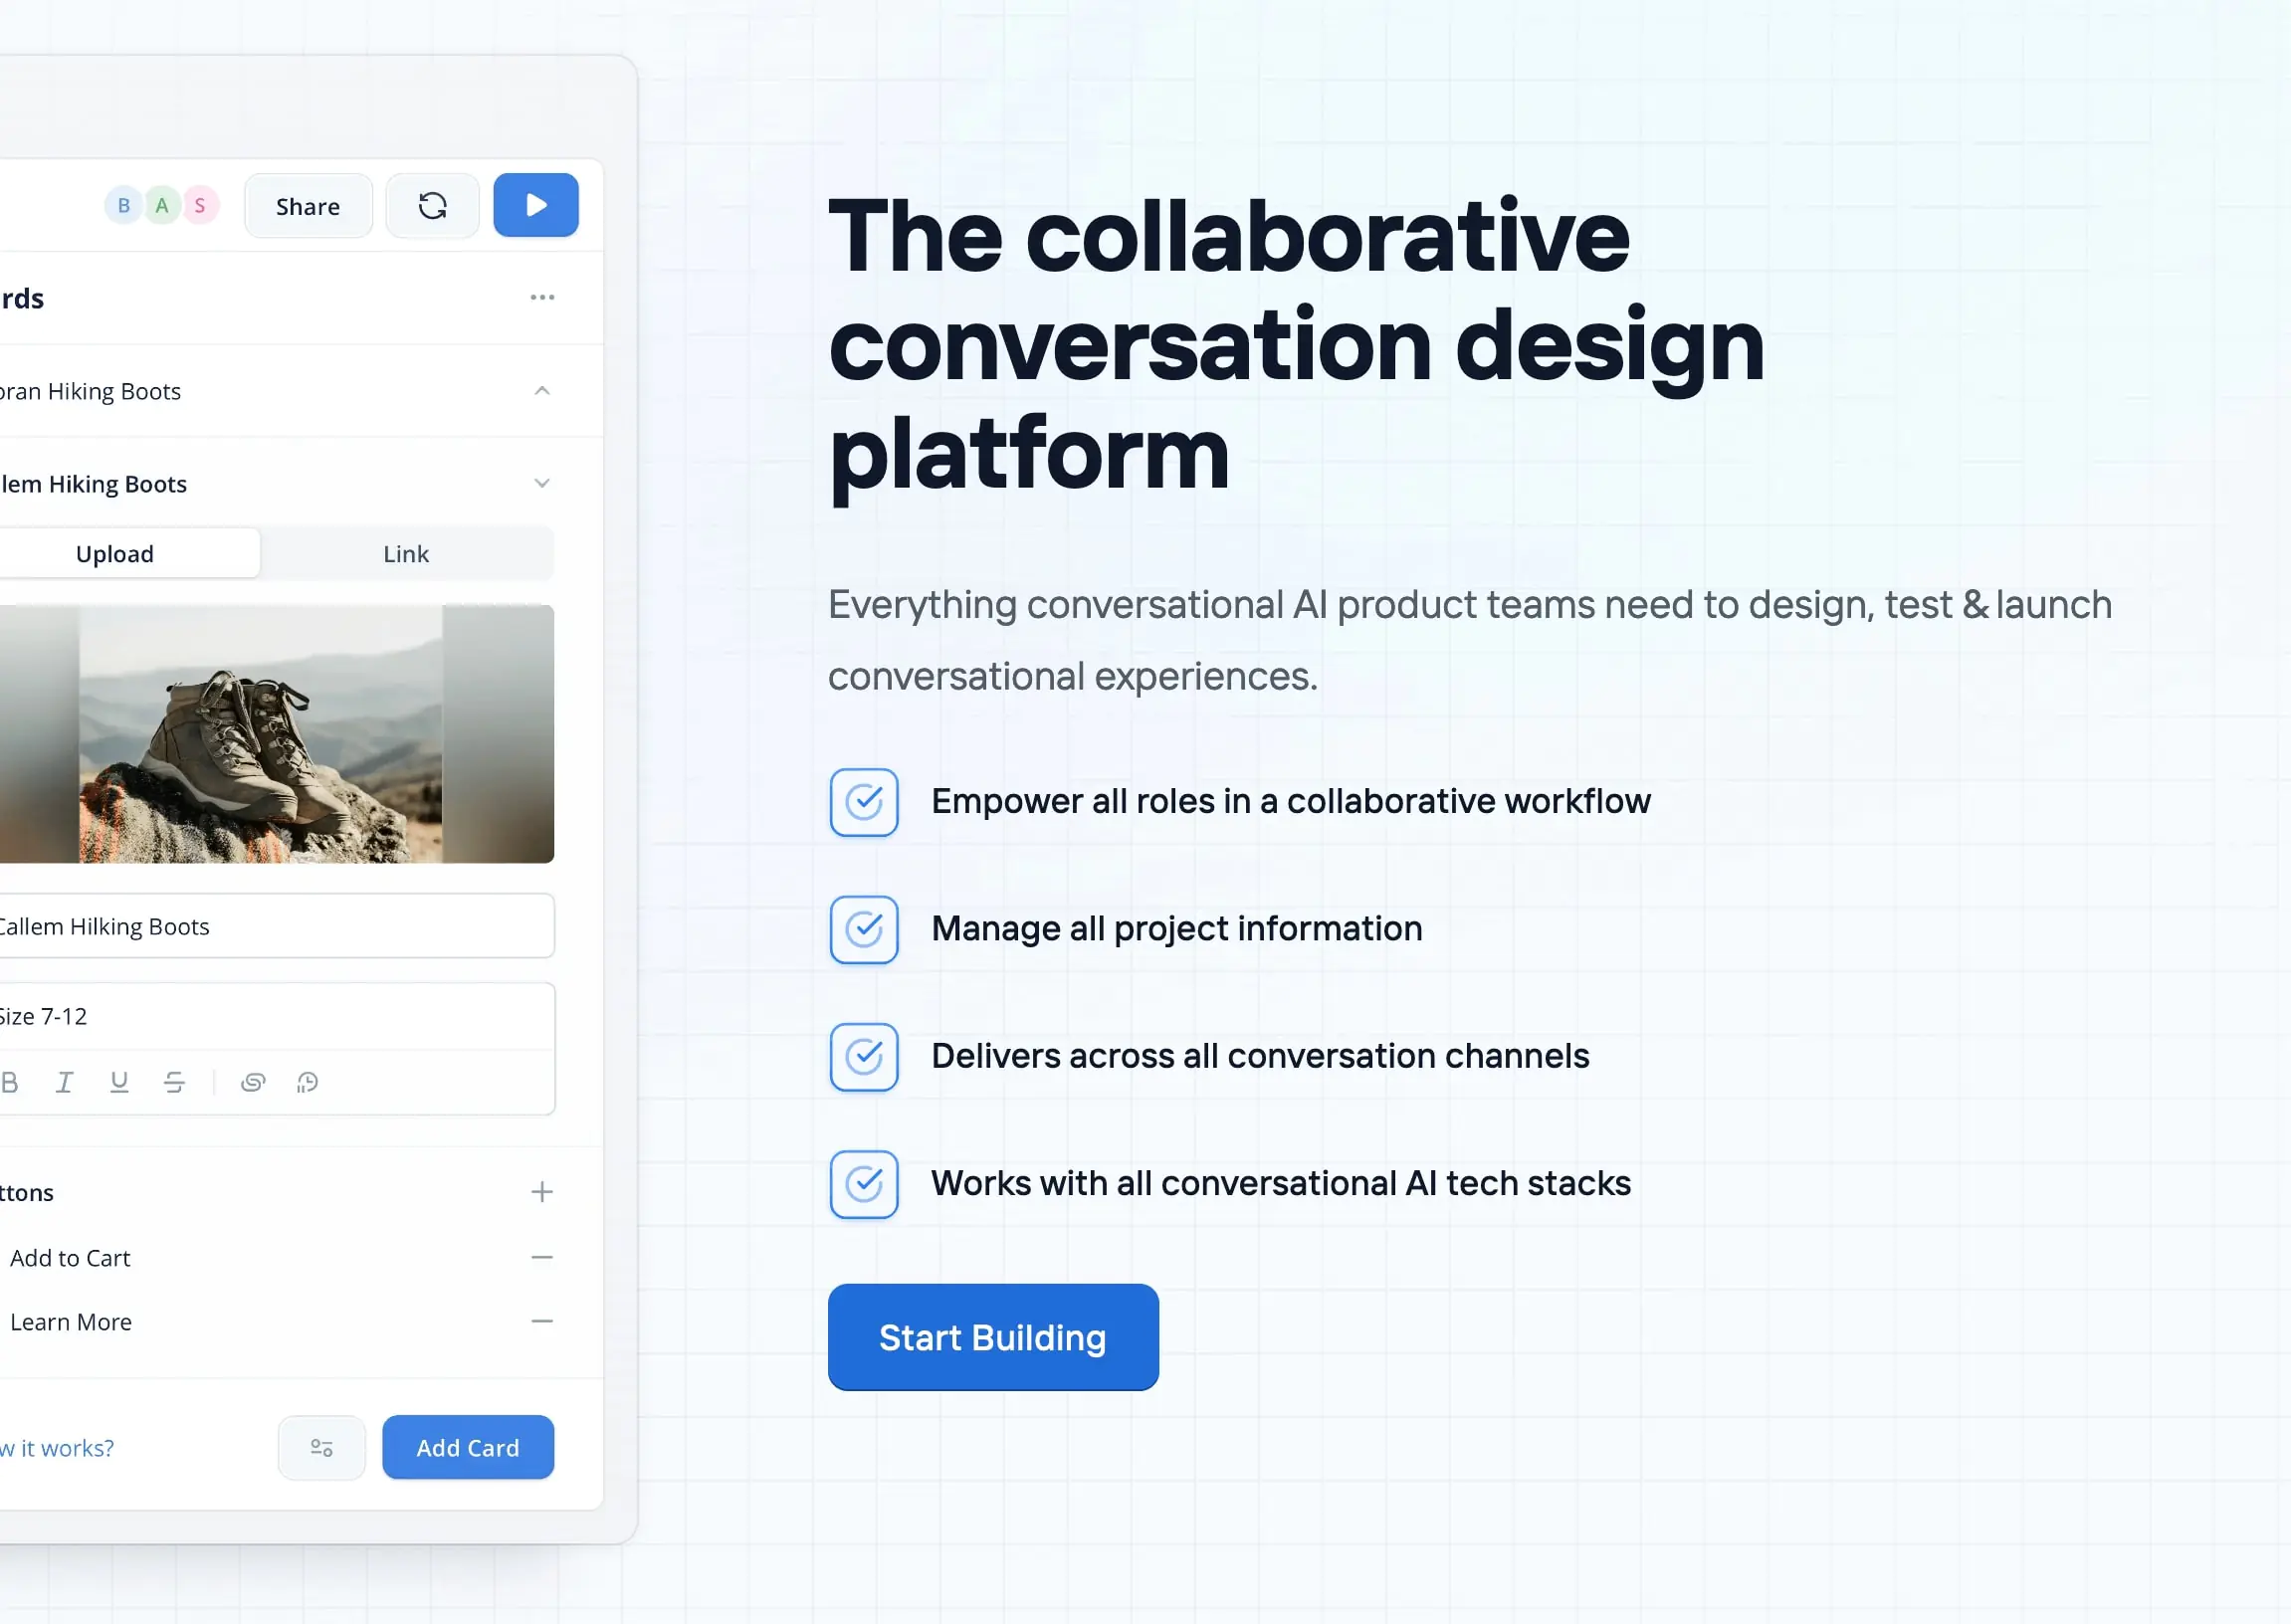 B A S
Share
rds
oran Hiking Boots
lem Hiking Boots
Upload Link
Callem Hilking Boots
Size 7-12
B I U S
ttons
Add to Cart
Learn More
w it works?
Add Card
The collaborative
conversation design
platform
Everything conversational AI product teams need to design, test & launch
conversational experiences.
Empower all roles in a collaborative workflow
Manage all project information
Delivers across all conversation channels
Works with all conversational AI tech stacks
Start Building